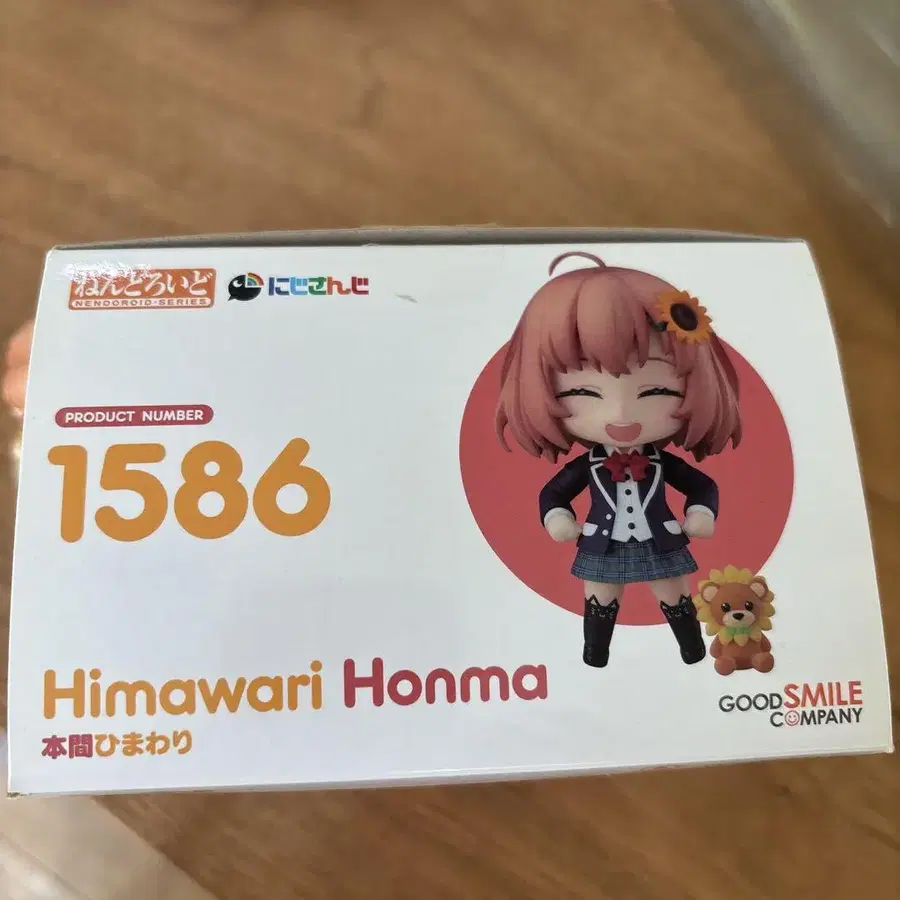 ねんどろいど
NENDOROID・SERIES
にじさんじ
PRODUCT NUMBER
1586
Himawari Honma
本間ひまわり
GOOD SMILE
COMPANY